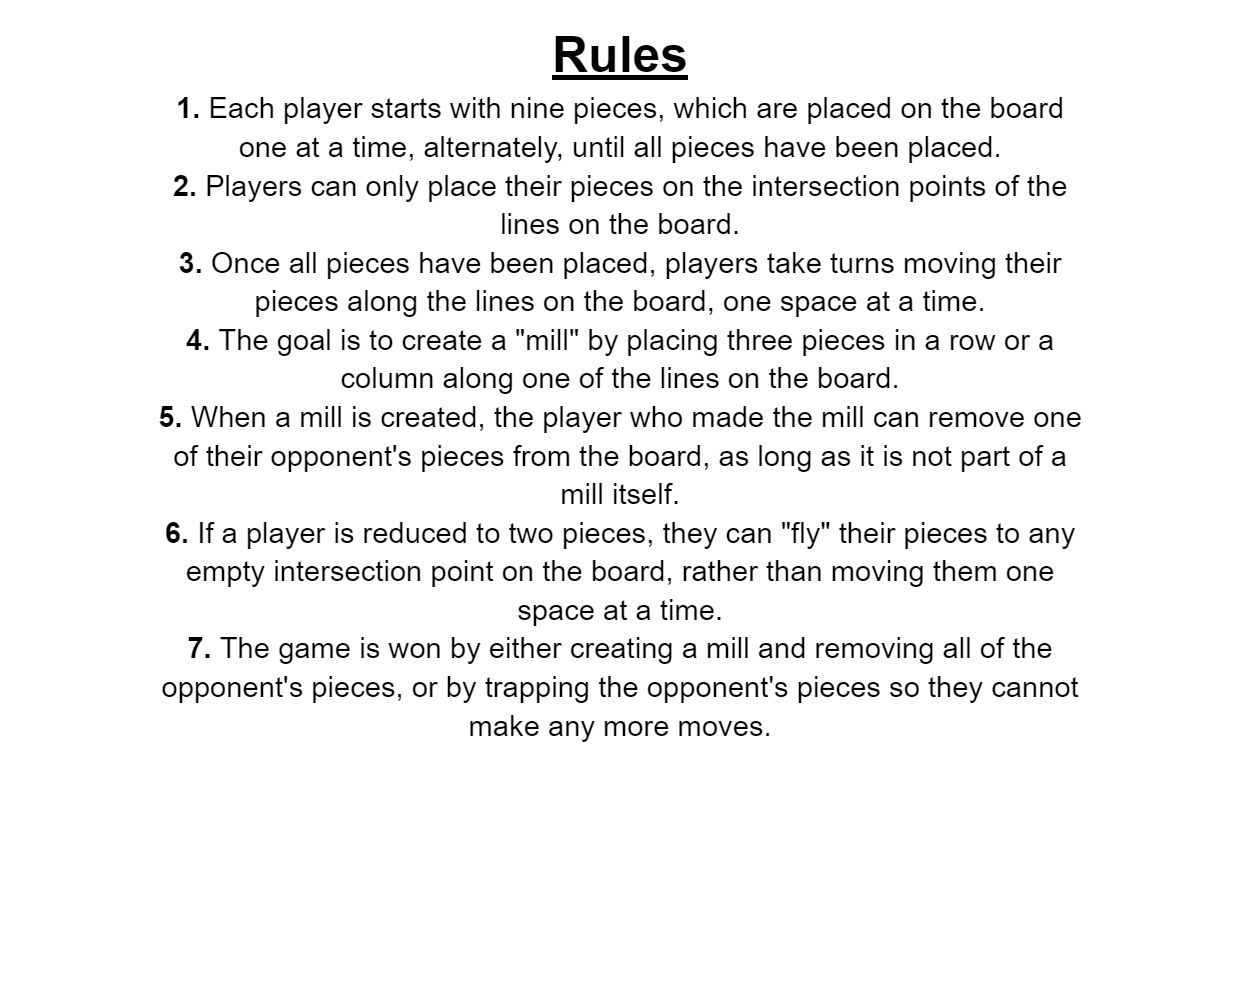 Rules
1. Each player starts with nine pieces, which are placed on the board
one at a time, alternately, until all pieces have been placed.
2. Players can only place their pieces on the intersection points of the
lines on the board.
3. Once all pieces have been placed, players take turns moving their
pieces along the lines on the board, one space at a time.
4. The goal is to create a "mill" by placing three pieces in a row or a
column along one of the lines on the board.
5. When a mill is created, the player who made the mill can remove one
of their opponent's pieces from the board, as long as it is not part of a
mill itself.
6. If a player is reduced to two pieces, they can "fly" their pieces to any
empty intersection point on the board, rather than moving them one
space at a time.
7. The game is won by either creating a mill and removing all of the
opponent's pieces, or by trapping the opponent's pieces so they cannot
make any more moves.